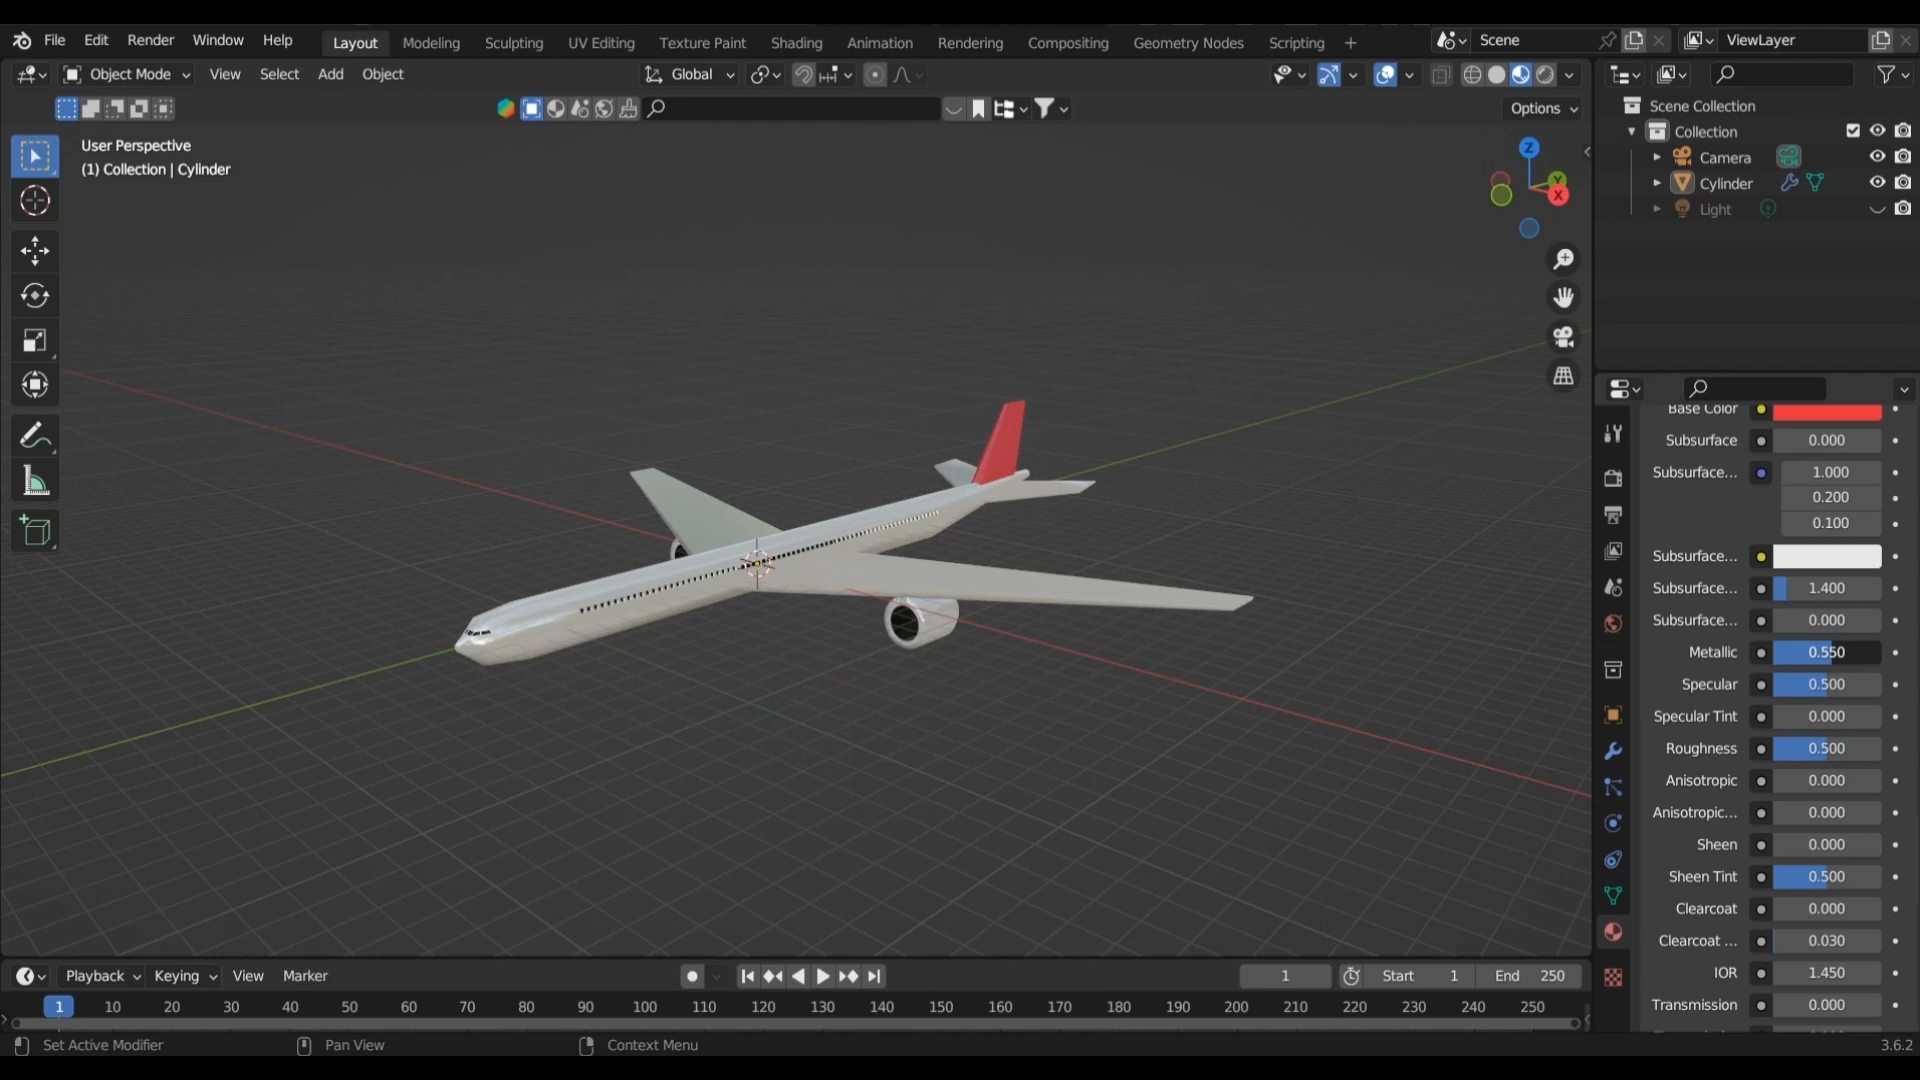 File Edit Render Window Help Layout Modeling Sculpting UV Editing Texture Paint Shading Animation Rendering Compositing Geometry Nodes Scripting + Scene ViewLayer
Object Mode View Select Add Object Global
Options
User Perspective
(1) Collection | Cylinder
Z
Y
X
Scene Collection
Collection
Camera
Cylinder
Light
Base Color
Subsurface 0.000
Subsurface... 1.000
0.200
0.100
Subsurface...
Subsurface... 1.400
Subsurface... 0.000
Metallic 0.550
Specular 0.500
Specular Tint 0.000
Roughness 0.500
Anisotropic 0.000
Anisotropic... 0.000
Sheen 0.000
Sheen Tint 0.500
Clearcoat 0.000
Clearcoat ... 0.030
IOR 1.450
Transmission 0.000
Playback Keying View Marker 1 Start 1 End 250
1 10 20 30 40 50 60 70 80 90 100 110 120 130 140 150 160 170 180 190 200 210 220 230 240 250
Set Active Modifier Pan View Context Menu 3.6.2